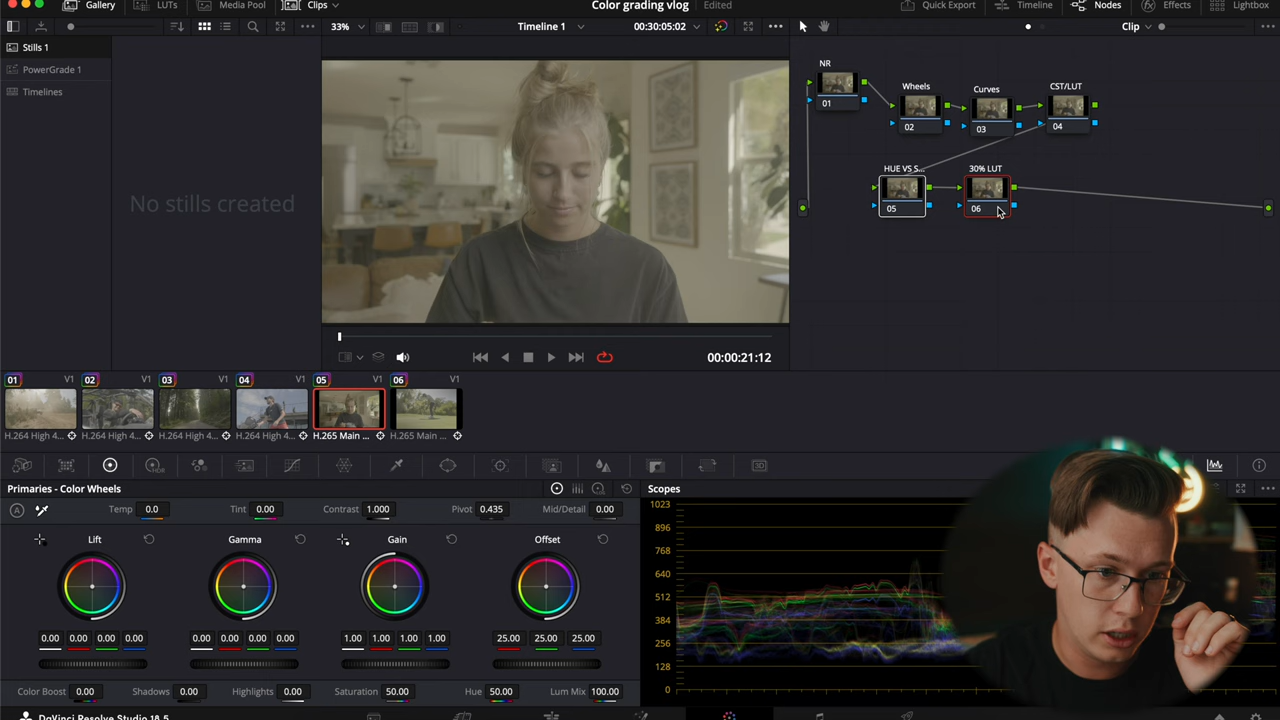 Gallery LUTs Media Pool Clips Color grading vlog Edited Quick Export Timeline Nodes Effects Lightbox
33% Timeline 1 00:30:05:02 Clip
Stills 1
PowerGrade 1
Timelines
No stills created
NR
01
Wheels
02
Curves
03
CST/LUT
04
HUE VS S...
05
30% LUT
06
00:00:21:12
01 V1 02 V1 03 V1 04 V1 05 V1 06 V1
H.264 High 4... H.264 High 4... H.264 High 4... H.264 High 4... H.265 Main ... H.265 Main ...
Primaries - Color Wheels
Temp 0.0 Tint 0.00 Contrast 1.000 Pivot 0.435 Mid/Detail 0.00
Lift Gamma Gain Offset
0.00 0.00 0.00 0.00 0.00 0.00 0.00 0.00 1.00 1.00 1.00 1.00 25.00 25.00 25.00
Color Boost 0.00 Shadows 0.00 Highlights 0.00 Saturation 50.00 Hue 50.00 Lum Mix 100.00
Scopes
1023
896
768
640
512
384
256
128
0
DaVinci Resolve Studio 18.5